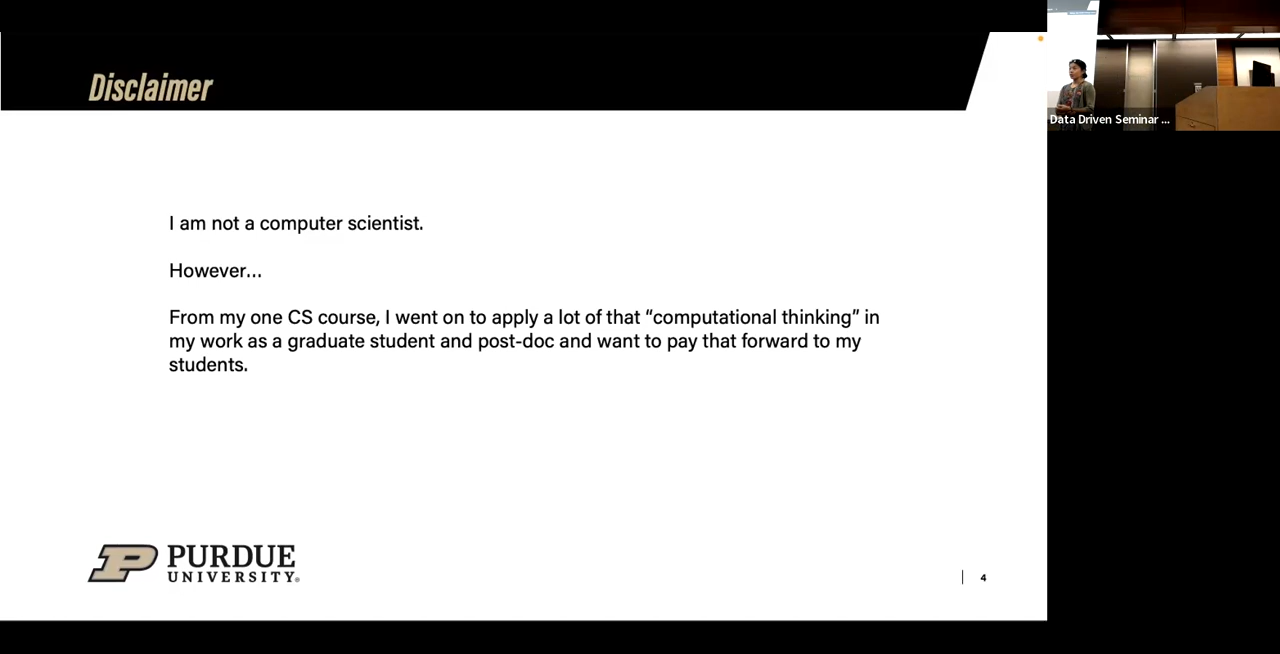 Disclaimer
Data Driven Seminar ...
I am not a computer scientist.
However...
From my one CS course, I went on to apply a lot of that “computational thinking” in
my work as a graduate student and post-doc and want to pay that forward to my
students.
PURDUE
UNIVERSITY®
4